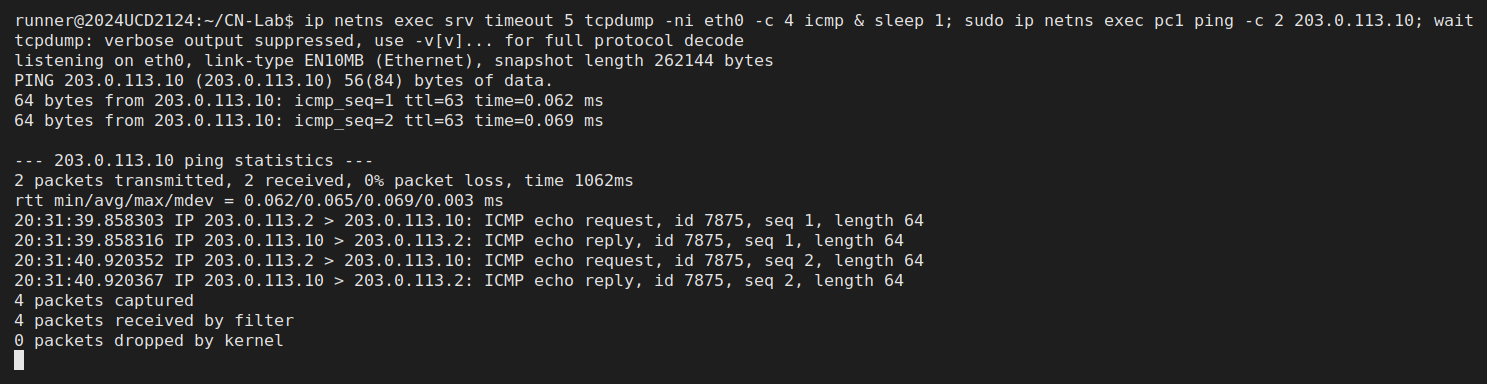 runner@2024UCD2124:~/CN-Lab$ ip netns exec srv timeout 5 tcpdump -ni eth0 -c 4 icmp & sleep 1; sudo ip netns exec pc1 ping -c 2 203.0.113.10; wait
tcpdump: verbose output suppressed, use -v[v]... for full protocol decode
listening on eth0, link-type EN10MB (Ethernet), snapshot length 262144 bytes
PING 203.0.113.10 (203.0.113.10) 56(84) bytes of data.
64 bytes from 203.0.113.10: icmp_seq=1 ttl=63 time=0.062 ms
64 bytes from 203.0.113.10: icmp_seq=2 ttl=63 time=0.069 ms
--- 203.0.113.10 ping statistics ---
2 packets transmitted, 2 received, 0% packet loss, time 1062ms
rtt min/avg/max/mdev = 0.062/0.065/0.069/0.003 ms
20:31:39.858303 IP 203.0.113.2 > 203.0.113.10: ICMP echo request, id 7875, seq 1, length 64
20:31:39.858316 IP 203.0.113.10 > 203.0.113.2: ICMP echo reply, id 7875, seq 1, length 64
20:31:40.920352 IP 203.0.113.2 > 203.0.113.10: ICMP echo request, id 7875, seq 2, length 64
20:31:40.920367 IP 203.0.113.10 > 203.0.113.2: ICMP echo reply, id 7875, seq 2, length 64
4 packets captured
4 packets received by filter
0 packets dropped by kernel